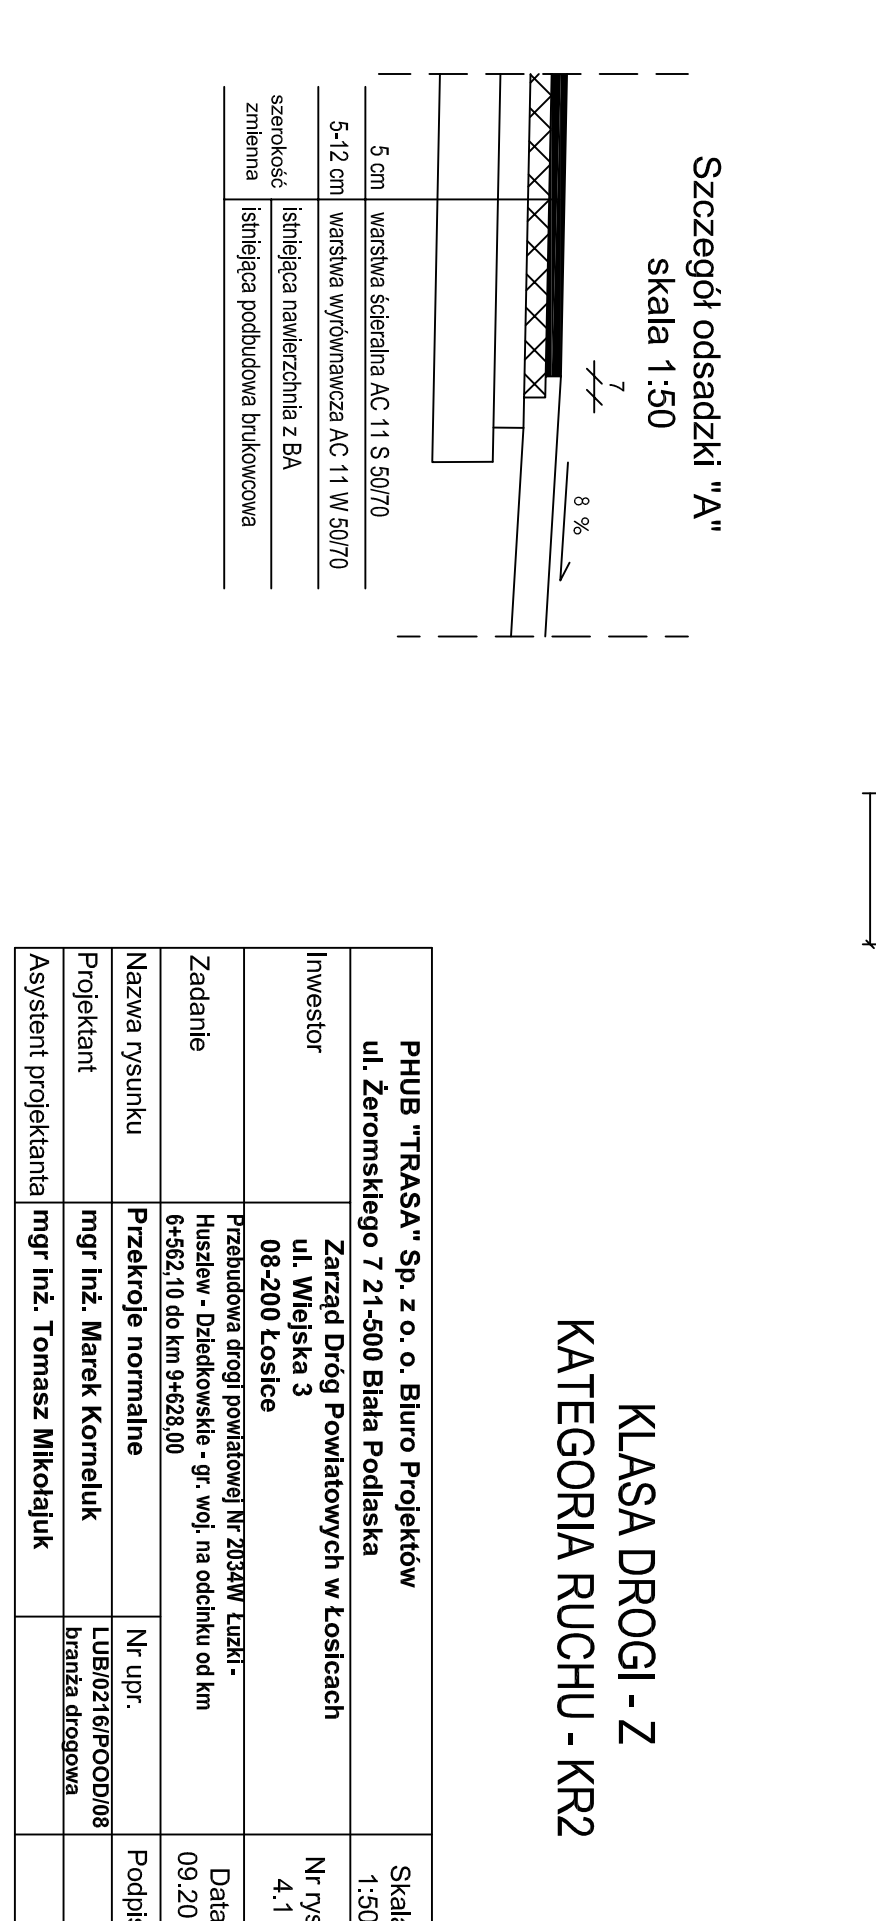 Szczegół odsadzki "A"
skala 1:50
7
8 %
5 cm warstwa ścieralna AC 11 S 50/70
5-12 cm warstwa wyrównawcza AC 11 W 50/70
szerokość
zmienna
istniejąca nawierzchnia z BA
istniejąca podbudowa brukowcowa
KLASA DROGI - Z
KATEGORIA RUCHU - KR2
PHUB "TRASA" Sp. z o. o. Biuro Projektów
ul. Żeromskiego 7 21-500 Biała Podlaska
Skala
1:50
Inwestor
Zarząd Dróg Powiatowych w Łosicach
ul. Wiejska 3
08-200 Łosice
Nr rys
4.1
Zadanie
Przebudowa drogi powiatowej Nr 2034W Łuzki -
Huszlew - Dziedkowskie - gr. woj. na odcinku od km
6+562,10 do km 9+628,00
Data
09.20
Nazwa rysunku
Przekroje normalne
Nr upr.
Podpis
Projektant
mgr inż. Marek Korneluk
LUB/0216/POOD/08
branża drogowa
Asystent projektanta
mgr inż. Tomasz Mikołajuk